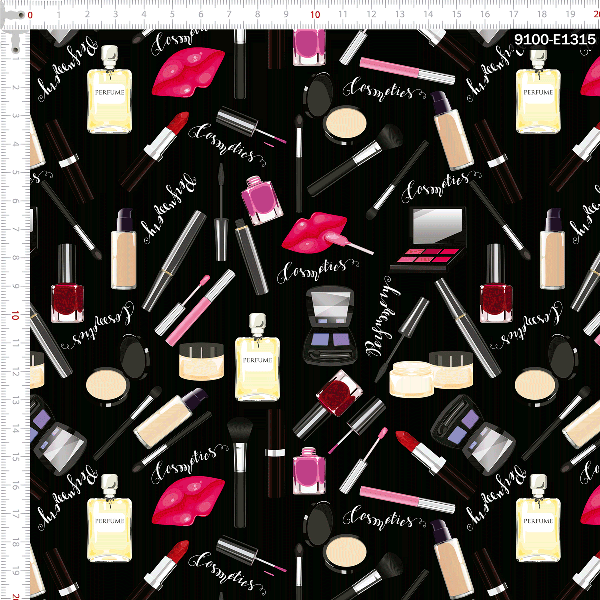 0 1 2 3 4 5 6 7 8 9 10 11 12 13 14 15 16 17 18 19
9100-E1315
1
2
3
4
5
6
7
8
9
10
11
12
13
14
15
16
17
18
19
Cosmetics
Perfumery
PERFUME
Cosmetics
Perfumery
PERFUME
Cosmetics
Cosmetics
Perfumery
Perfumery
Cosmetics
Cosmetics
Perfumery
Cosmetics
PERFUME
Cosmetics
Perfumery
PERFUME
Cosmetics
Perfumery
PERFUME
Cosmetics